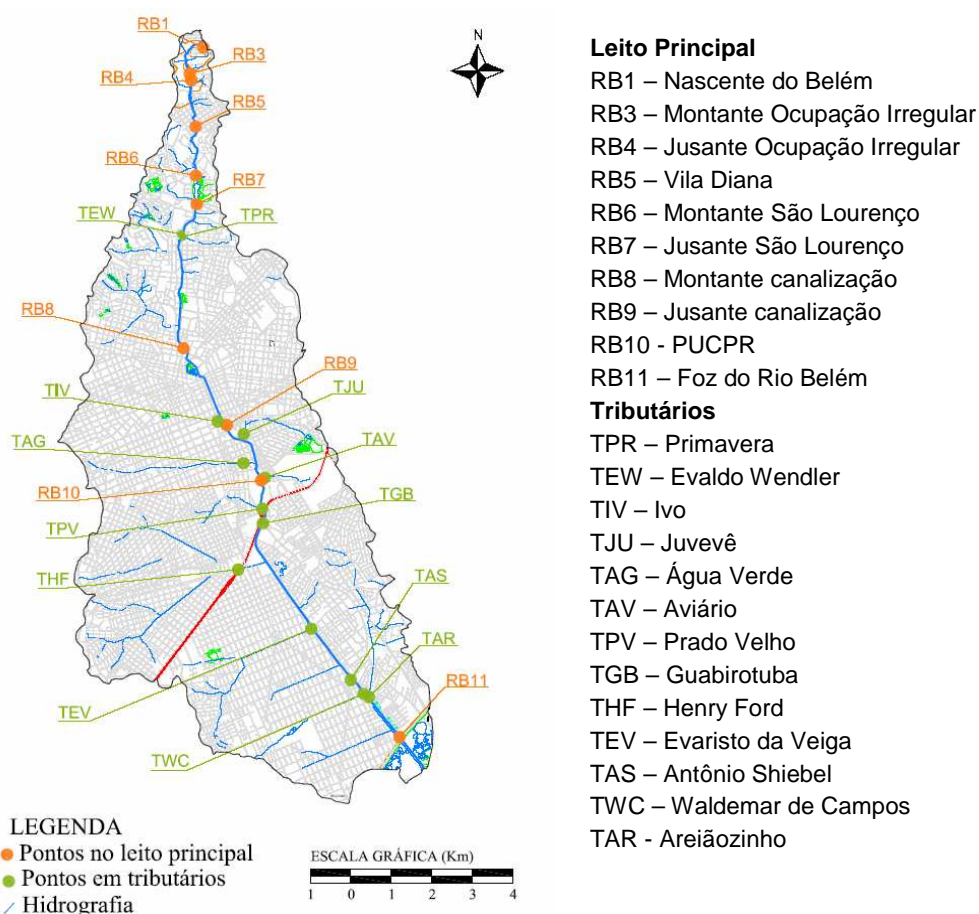 RB1
RB3
RB4
RB5
RB6
RB7
TEW
TPR
RB8
RB9
TIV
TJU
TAG
TAV
RB10
TGB
TPV
THF
TAS
TAR
RB11
TEV
TWC
N
LEGENDA
Pontos no leito principal
Pontos em tributários
Hidrografia
ESCALA GRÁFICA (Km)
1 0 1 2 3 4
Leito Principal
RB1 – Nascente do Belém
RB3 – Montante Ocupação Irregular
RB4 – Jusante Ocupação Irregular
RB5 – Vila Diana
RB6 – Montante São Lourenço
RB7 – Jusante São Lourenço
RB8 – Montante canalização
RB9 – Jusante canalização
RB10 - PUCPR
RB11 – Foz do Rio Belém
Tributários
TPR – Primavera
TEW – Evaldo Wendler
TIV – Ivo
TJU – Juvevê
TAG – Água Verde
TAV – Aviário
TPV – Prado Velho
TGB – Guabirotuba
THF – Henry Ford
TEV – Evaristo da Veiga
TAS – Antônio Shiebel
TWC – Waldemar de Campos
TAR - Areiãozinho